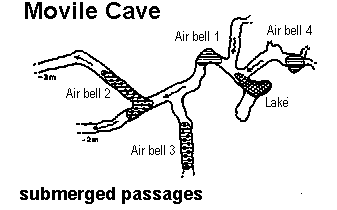 Movile Cave
Air bell 1
Air bell 4
-3m
Air bell 2
Lake
-2m
Air bell 3
submerged passages